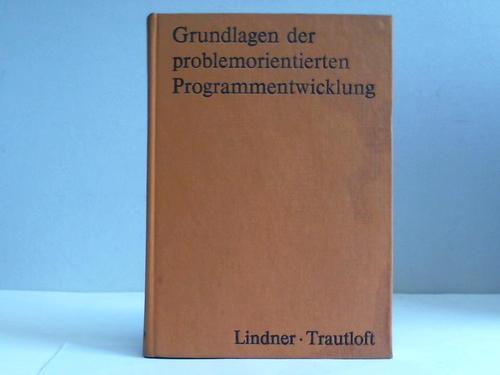 Grundlagen der
problemorientierten
Programmentwicklung
Lindner · Trautloft